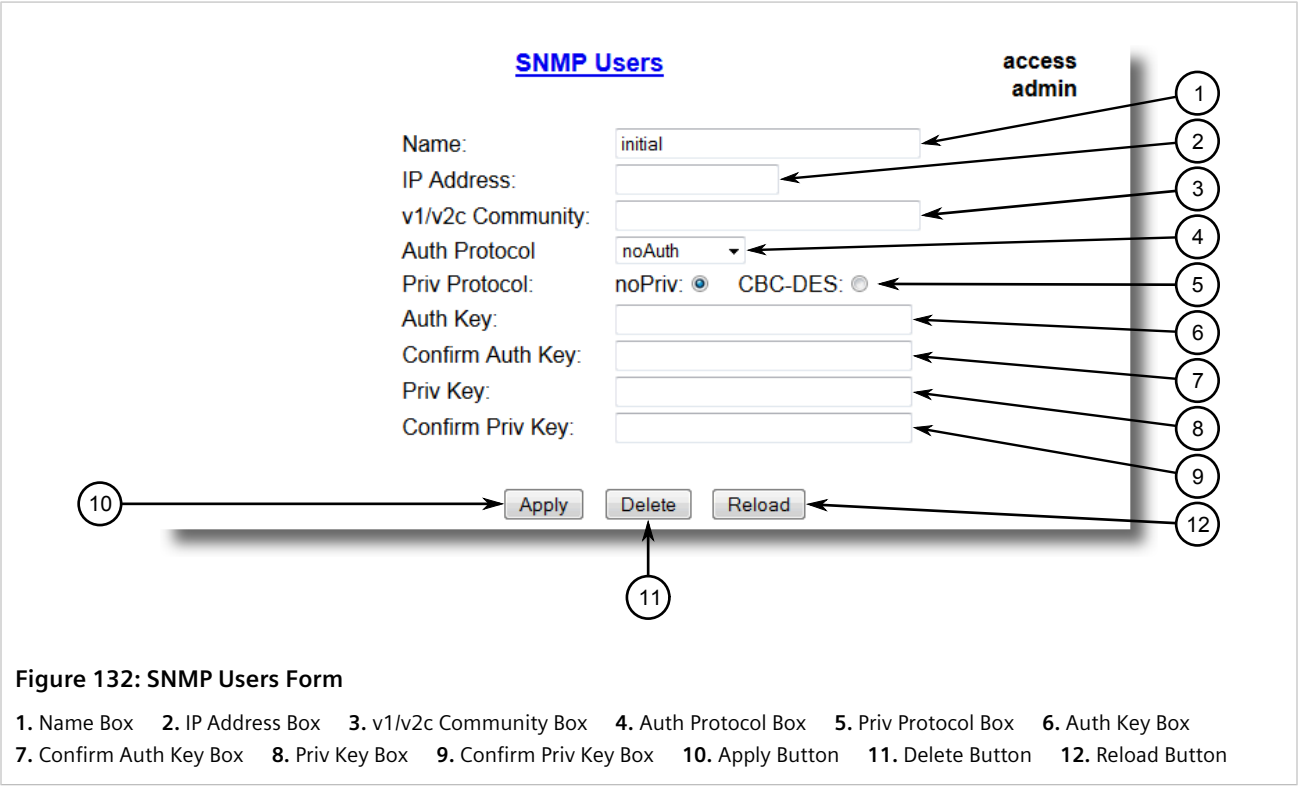 SNMP Users
access
admin
1
Name: initial
2
IP Address:
3
v1/v2c Community:
4
Auth Protocol noAuth
5
Priv Protocol: noPriv: CBC-DES:
6
Auth Key:
7
Confirm Auth Key:
8
Priv Key:
9
Confirm Priv Key:
10
Apply Delete Reload
12
11
Figure 132: SNMP Users Form
1. Name Box 2. IP Address Box 3. v1/v2c Community Box 4. Auth Protocol Box 5. Priv Protocol Box 6. Auth Key Box
7. Confirm Auth Key Box 8. Priv Key Box 9. Confirm Priv Key Box 10. Apply Button 11. Delete Button 12. Reload Button